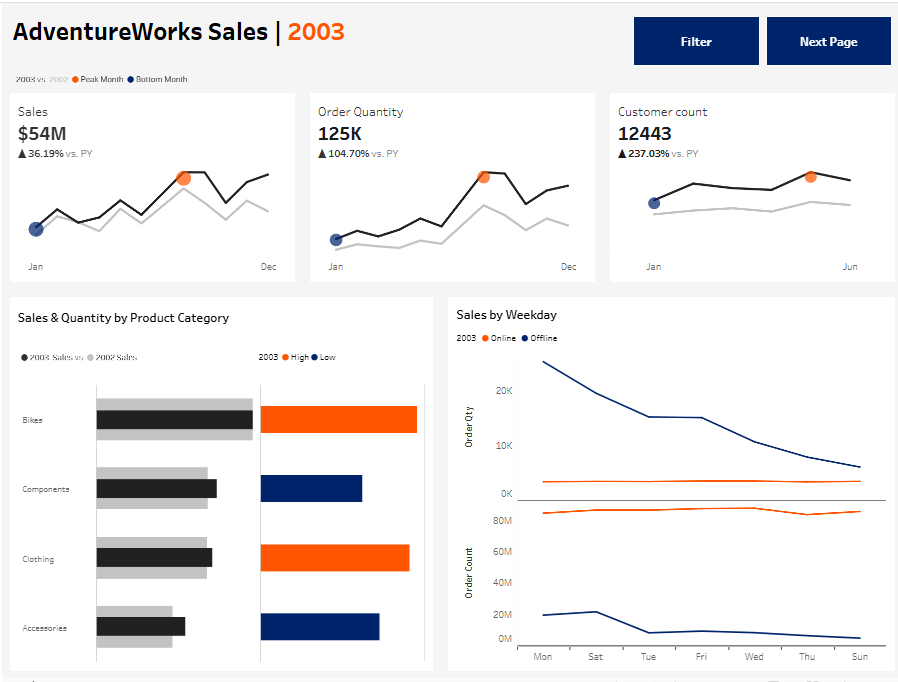 AdventureWorks Sales | 2003
Filter
Next Page
2003 vs. 2002 Peak Month Bottom Month
Sales
$54M
▲36.19% vs. PY
Jan Dec
Order Quantity
125K
▲104.70% vs. PY
Jan Dec
Customer count
12443
▲237.03% vs. PY
Jan Jun
Sales & Quantity by Product Category
2003 Sales vs 2002 Sales
2003 High Low
Bikes
Components
Clothing
Accessories
Sales by Weekday
2003 Online Offline
Order Qty
20K
10K
0K
Order Count
80M
60M
40M
20M
0M
Mon Sat Tue Fri Wed Thu Sun